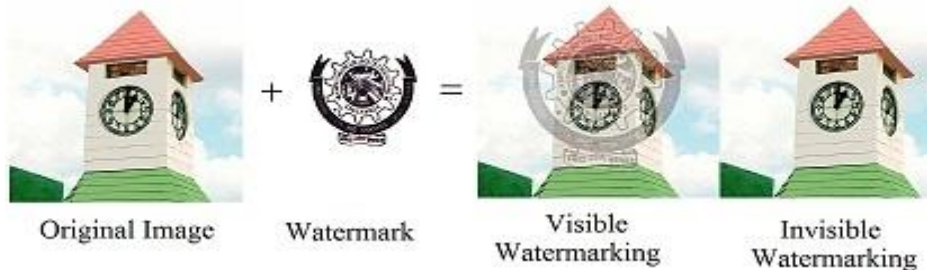 +
=
Original Image
Watermark
Visible
Watermarking
Invisible
Watermarking